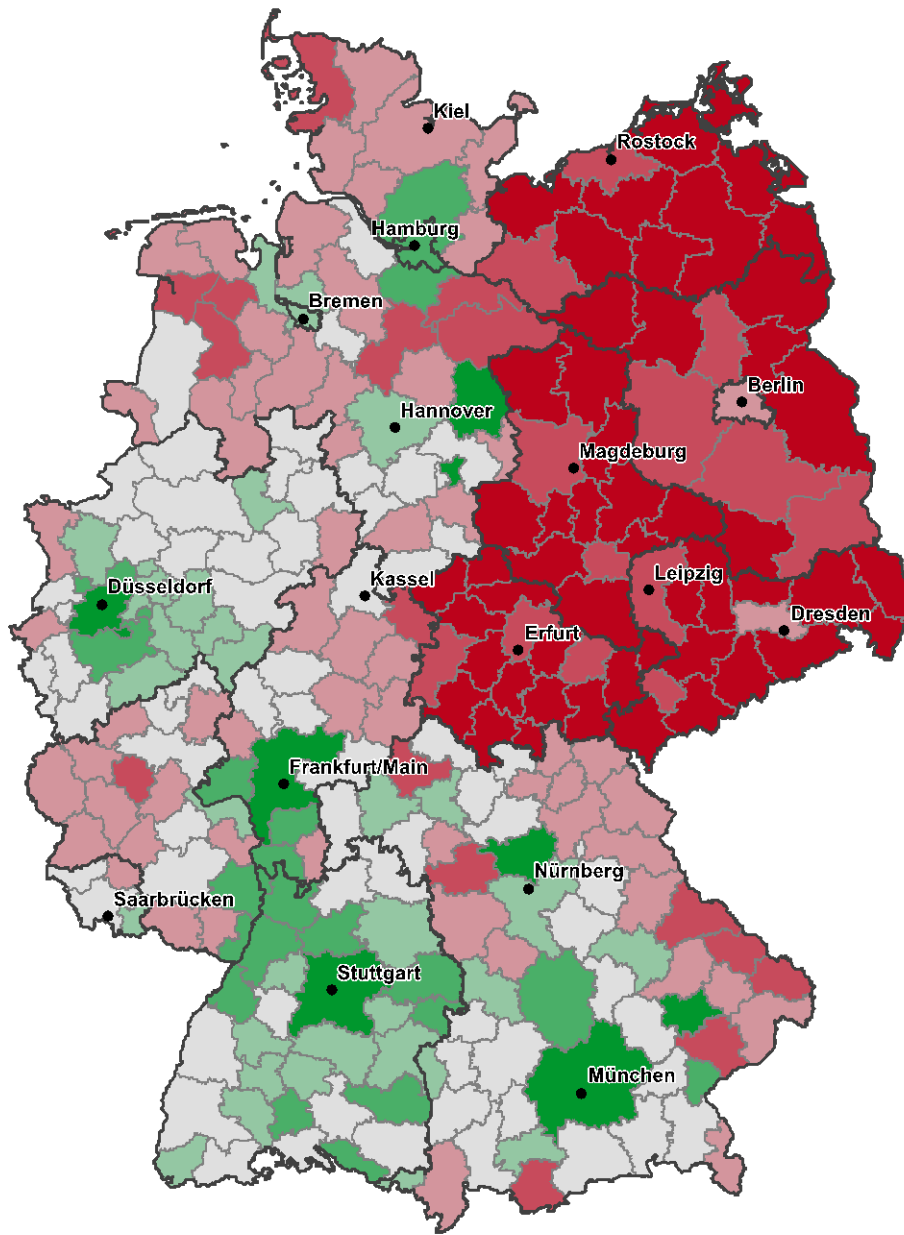 Kiel
Rostock
Hamburg
Bremen
Berlin
Hannover
Magdeburg
Düsseldorf
Kassel
Leipzig
Dresden
Erfurt
Frankfurt/Main
Nürnberg
Saarbrücken
Stuttgart
München